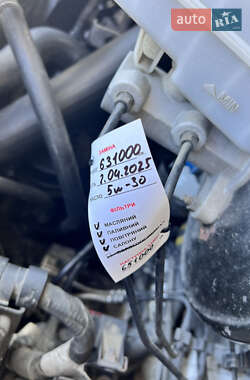 AUTO RIA
MIN
ЗАМІНА
631000
2.04.2025
5w-30
ФІЛЬТРИ
✓ МАСЛЯНИЙ
✓ ПАЛИВНИЙ
✓ ПОВІТРЯНИЙ
✓ САЛОНУ